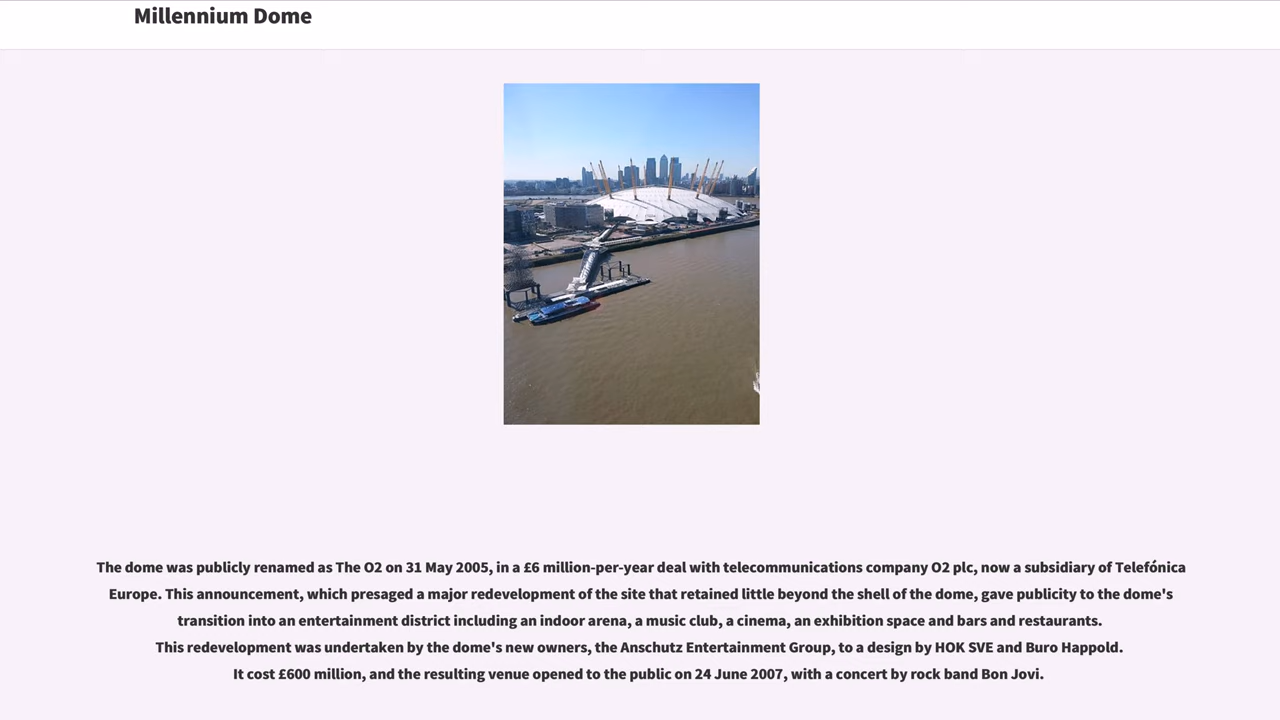 Millennium Dome
The dome was publicly renamed as The O2 on 31 May 2005, in a £6 million-per-year deal with telecommunications company O2 plc, now a subsidiary of Telefónica
Europe. This announcement, which presaged a major redevelopment of the site that retained little beyond the shell of the dome, gave publicity to the dome's
transition into an entertainment district including an indoor arena, a music club, a cinema, an exhibition space and bars and restaurants.
This redevelopment was undertaken by the dome's new owners, the Anschutz Entertainment Group, to a design by HOK SVE and Buro Happold.
It cost £600 million, and the resulting venue opened to the public on 24 June 2007, with a concert by rock band Bon Jovi.